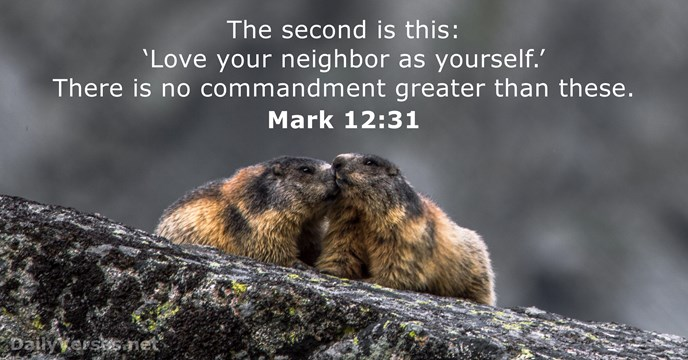 The second is this:
‘Love your neighbor as yourself.’
There is no commandment greater than these.
Mark 12:31
DailyVerses.net